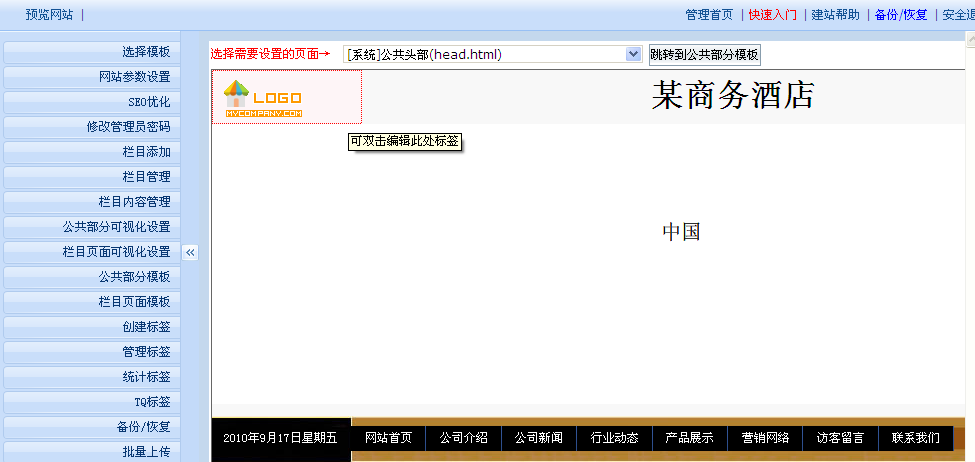 预览网站 |
管理首页 | 快速入门 | 建站帮助 | 备份/恢复 | 安全退
选择模板
网站参数设置
SEO优化
修改管理员密码
栏目添加
栏目管理
栏目内容管理
公共部分可视化设置
栏目页面可视化设置
公共部分模板
栏目页面模板
创建标签
管理标签
统计标签
TQ标签
备份/恢复
批量上传
«
选择需要设置的页面→ [系统]公共头部(head.html) 跳转到公共部分模板
LOGO
MYCOMPANY.COM
某商务酒店
可双击编辑此处标签
中国
2010年9月17日星期五 网站首页 公司介绍 公司新闻 行业动态 产品展示 营销网络 访客留言 联系我们